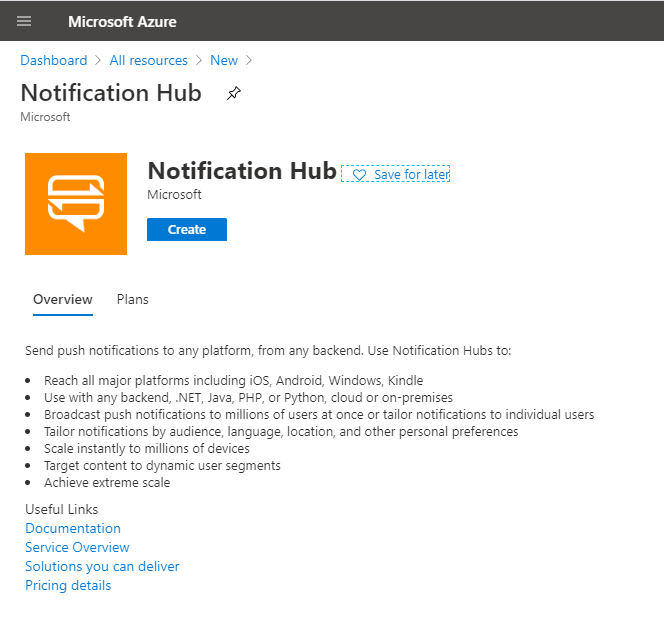 Microsoft Azure
Dashboard > All resources > New >
Notification Hub
Microsoft
Notification Hub Save for later
Microsoft
Create
Overview Plans
Send push notifications to any platform, from any backend. Use Notification Hubs to:
• Reach all major platforms including iOS, Android, Windows, Kindle
• Use with any backend, .NET, Java, PHP, or Python, cloud or on-premises
• Broadcast push notifications to millions of users at once or tailor notifications to individual users
• Tailor notifications by audience, language, location, and other personal preferences
• Scale instantly to millions of devices
• Target content to dynamic user segments
• Achieve extreme scale
Useful Links
Documentation
Service Overview
Solutions you can deliver
Pricing details